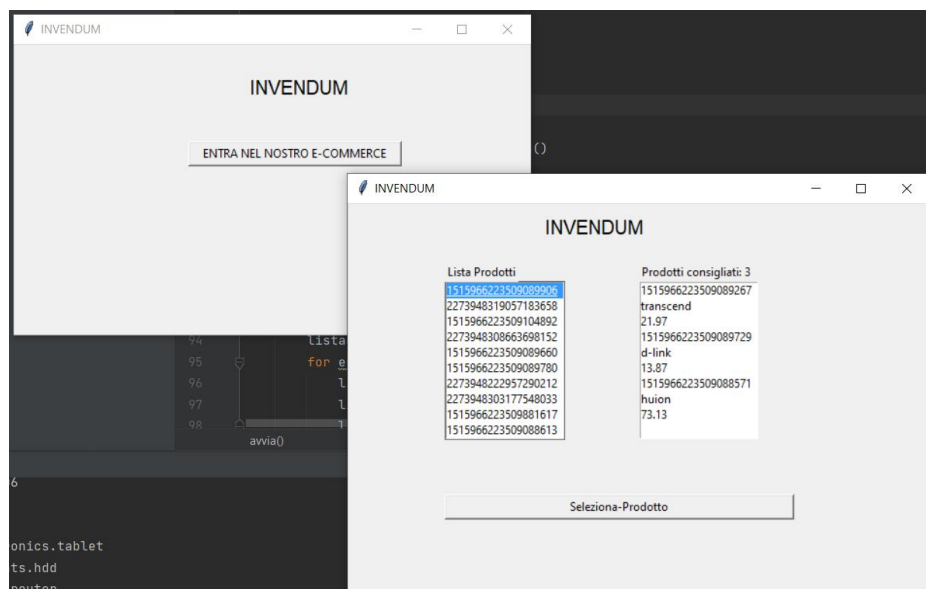 INVENDUM
INVENDUM
ENTRA NEL NOSTRO E-COMMERCE
()
INVENDUM
INVENDUM
Lista Prodotti
1515966223509089906
2273948319057183658
1515966223509104892
2273948308663698152
1515966223509089660
1515966223509089780
2273948222957290212
2273948303177548033
1515966223509881617
1515966223509088613
Prodotti consigliati: 3
1515966223509089267
transcend
21.97
1515966223509089729
d-link
13.87
1515966223509088571
huion
73.13
Seleziona-Prodotto
94 lista
95 for e
96 l
97 l
98 l
avvia()
6
onics.tablet
ts.hdd